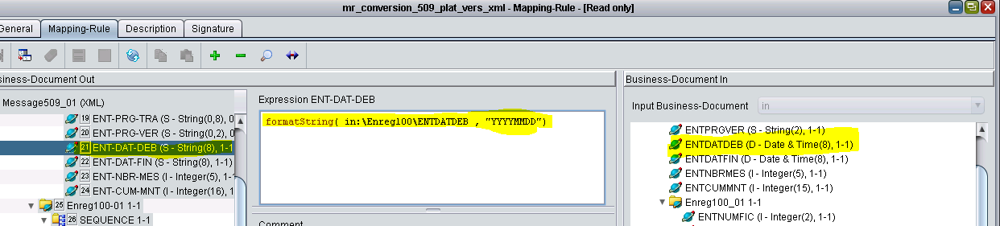 mr_conversion_509_plat_vers_xml - Mapping-Rule - [Read only]
General Mapping-Rule Description Signature
siness-Document Out
Message509_01 (XML)
19 ENT-PRG-TRA (S - String(0,8), 0
20 ENT-PRG-VER (S - String(0,2), 0
21 ENT-DAT-DEB (S - String(8), 1-1
22 ENT-DAT-FIN (S - String(8), 1-1
23 ENT-NBR-MES (I - Integer(5), 1-1
24 ENT-CUM-MNT (I - Integer(16), 1-
25 Enreg100-01 1-1
26 SEQUENCE 1-1
Expression ENT-DAT-DEB
formatString( in:\Enreg100\ENTDATDEB , "YYYYMMDD")
Comment
Business-Document In
Input Business-Document in
ENTPRGVER (S - String(2), 1-1)
ENTDATDEB (D - Date & Time(8), 1-1)
ENTDATFIN (D - Date & Time(8), 1-1)
ENTNBRMES (I - Integer(5), 1-1)
ENTCUMMNT (I - Integer(15), 1-1)
Enreg100_01 1-1
ENTNUMFIC (I - Integer(2), 1-1)